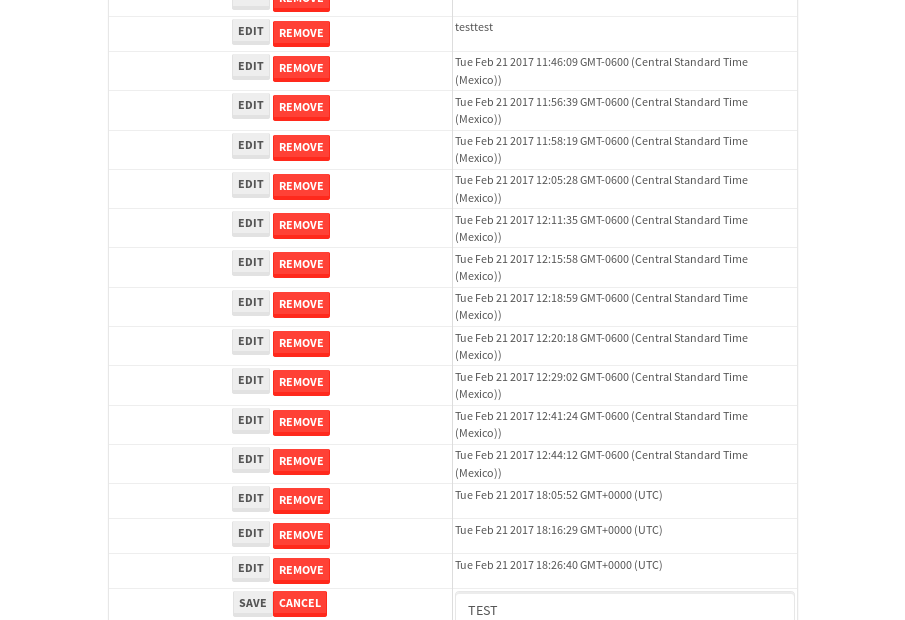 REMOVE
EDIT REMOVE testtest
EDIT REMOVE Tue Feb 21 2017 11:46:09 GMT-0600 (Central Standard Time
(Mexico))
EDIT REMOVE Tue Feb 21 2017 11:56:39 GMT-0600 (Central Standard Time
(Mexico))
EDIT REMOVE Tue Feb 21 2017 11:58:19 GMT-0600 (Central Standard Time
(Mexico))
EDIT REMOVE Tue Feb 21 2017 12:05:28 GMT-0600 (Central Standard Time
(Mexico))
EDIT REMOVE Tue Feb 21 2017 12:11:35 GMT-0600 (Central Standard Time
(Mexico))
EDIT REMOVE Tue Feb 21 2017 12:15:58 GMT-0600 (Central Standard Time
(Mexico))
EDIT REMOVE Tue Feb 21 2017 12:18:59 GMT-0600 (Central Standard Time
(Mexico))
EDIT REMOVE Tue Feb 21 2017 12:20:18 GMT-0600 (Central Standard Time
(Mexico))
EDIT REMOVE Tue Feb 21 2017 12:29:02 GMT-0600 (Central Standard Time
(Mexico))
EDIT REMOVE Tue Feb 21 2017 12:41:24 GMT-0600 (Central Standard Time
(Mexico))
EDIT REMOVE Tue Feb 21 2017 12:44:12 GMT-0600 (Central Standard Time
(Mexico))
EDIT REMOVE Tue Feb 21 2017 18:05:52 GMT+0000 (UTC)
EDIT REMOVE Tue Feb 21 2017 18:16:29 GMT+0000 (UTC)
EDIT REMOVE Tue Feb 21 2017 18:26:40 GMT+0000 (UTC)
SAVE CANCEL TEST